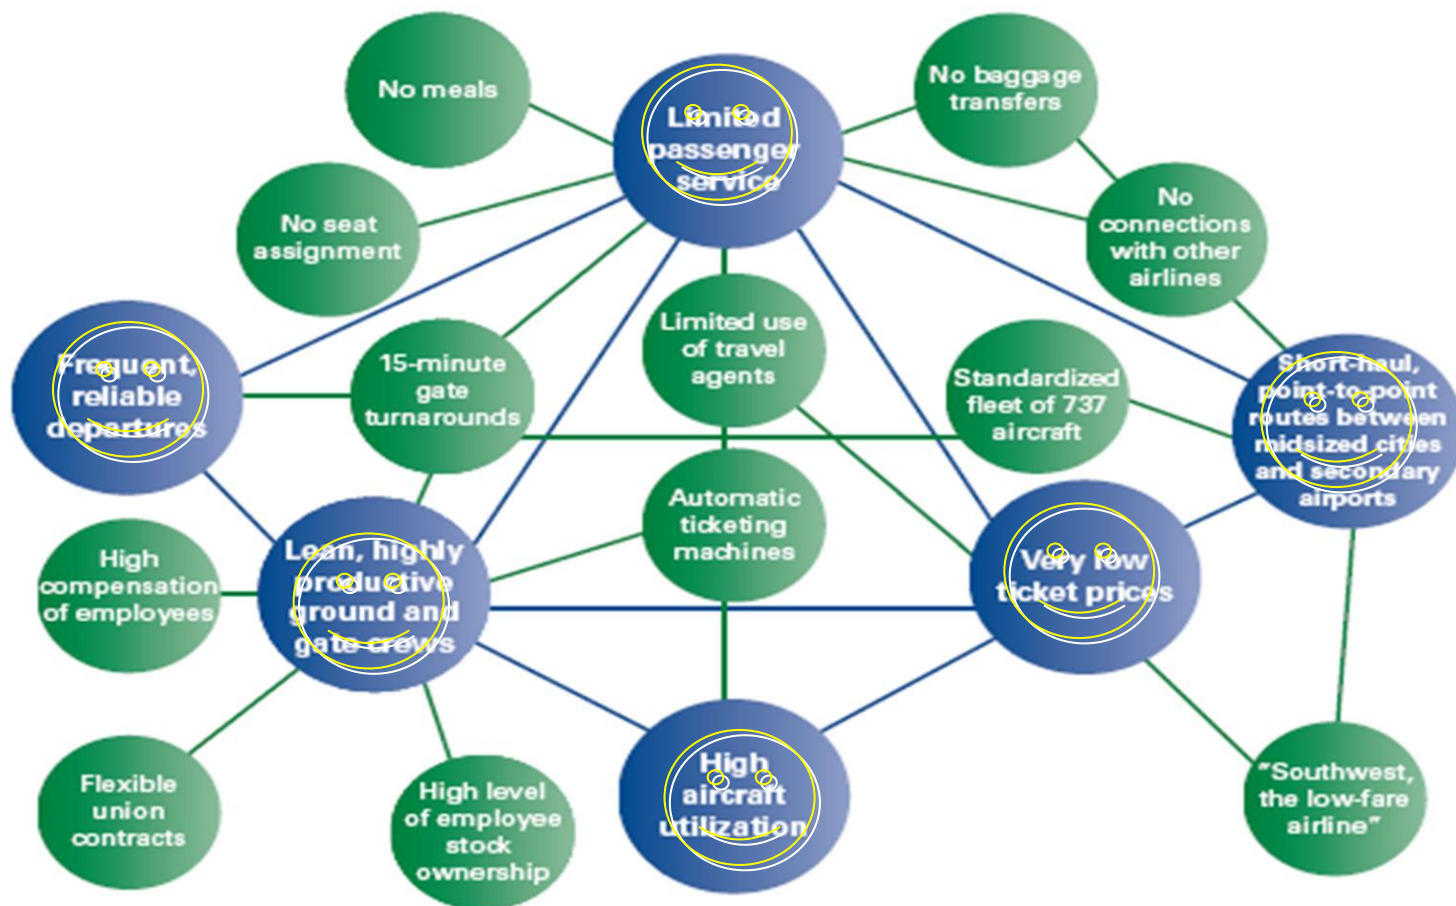 No meals
Limited
passenger
service
No baggage
transfers
No seat
assignment
No
connections
with other
airlines
Frequent,
reliable
departures
15-minute
gate
turnarounds
Limited use
of travel
agents
Standardized
fleet of 737
aircraft
Short-haul,
point-to-point
routes between
midsized cities
and secondary
airports
High
compensation
of employees
Lean, highly
productive
ground and
gate crews
Automatic
ticketing
machines
Very low
ticket prices
Flexible
union
contracts
High level
of employee
stock
ownership
High
aircraft
utilization
"Southwest,
the low-fare
airline"